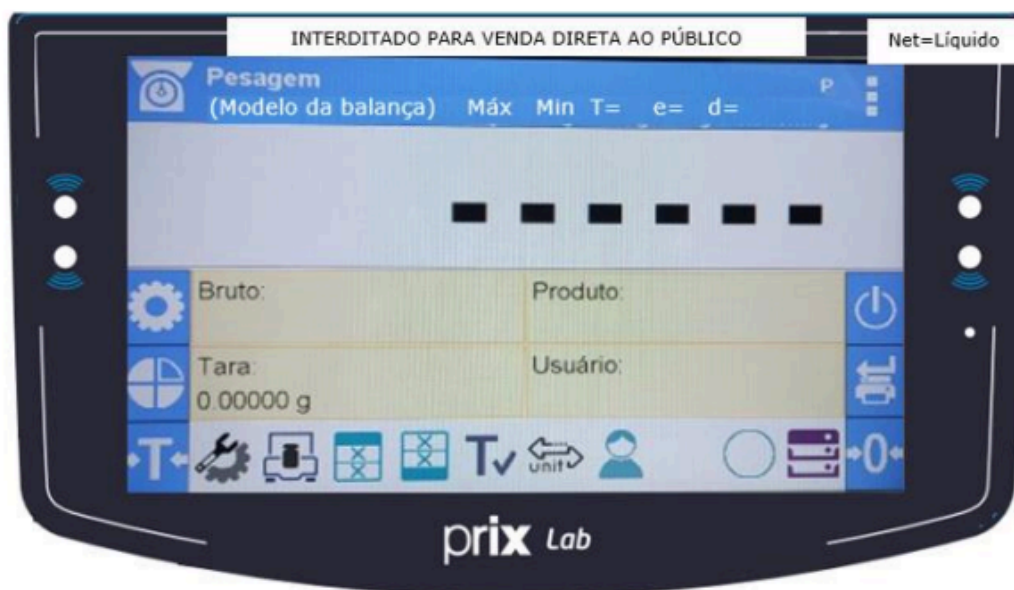 INTERDITADO PARA VENDA DIRETA AO PÚBLICO
Net=Líquido
Pesagem
P
(Modelo da balança) Máx Min T= e= d=
Bruto:
Produto:
Tara:
0.00000 g
Usuário:
T
T
unit
0
prix Lab